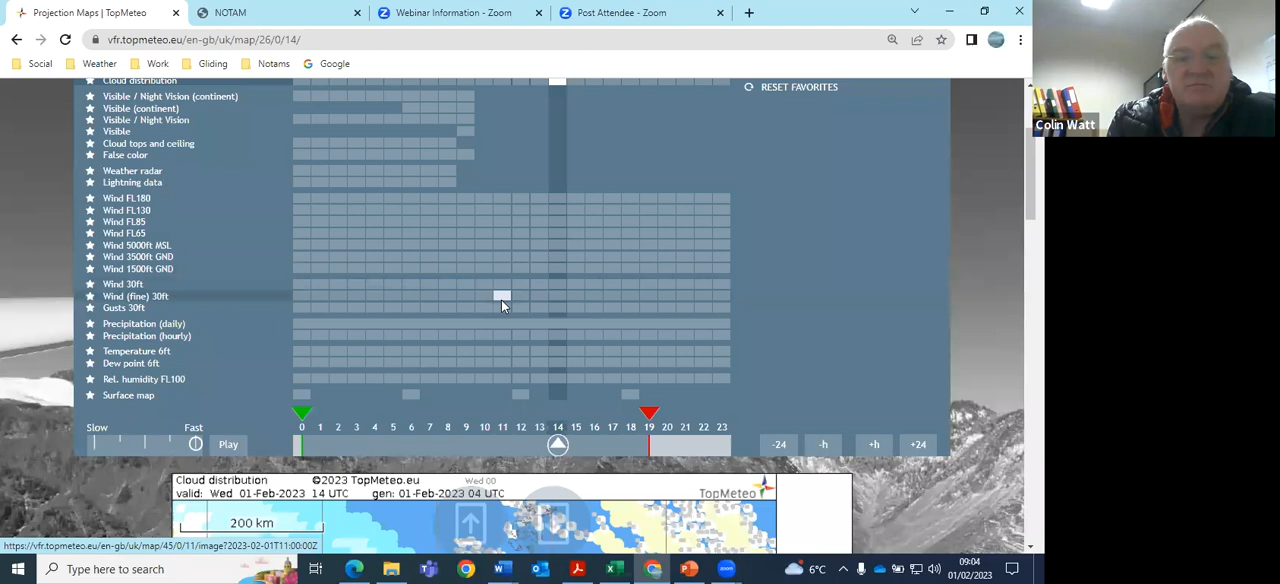 Projection Maps | TopMeteo
NOTAM
Webinar Information - Zoom
Post Attendee - Zoom
vfr.topmeteo.eu/en-gb/uk/map/26/0/14/
Social
Weather
Work
Gliding
Notams
Google
Colin Watt
Cloud distribution
RESET FAVORITES
Visible / Night Vision (continent)
Visible (continent)
Visible / Night Vision
Visible
Cloud tops and ceiling
False color
Weather radar
Lightning data
Wind FL180
Wind FL130
Wind FL85
Wind FL65
Wind 5000ft MSL
Wind 3500ft GND
Wind 1500ft GND
Wind 30ft
Wind (fine) 30ft
Gusts 30ft
Precipitation (daily)
Precipitation (hourly)
Temperature 6ft
Dew point 6ft
Rel. humidity FL100
Surface map
Slow Fast 0 1 2 3 4 5 6 7 8 9 10 11 12 13 14 15 16 17 18 19 20 21 22 23
Play -24 -h +h +24
Cloud distribution ©2023 TopMeteo.eu Wed 00
valid: Wed 01-Feb-2023 14 UTC gen: 01-Feb-2023 04 UTC TopMeteo
200 km
https://vfr.topmeteo.eu/en-gb/uk/map/45/0/11/image?2023-02-01T11:00:00Z
Type here to search
6°C
09:04
01/02/2023